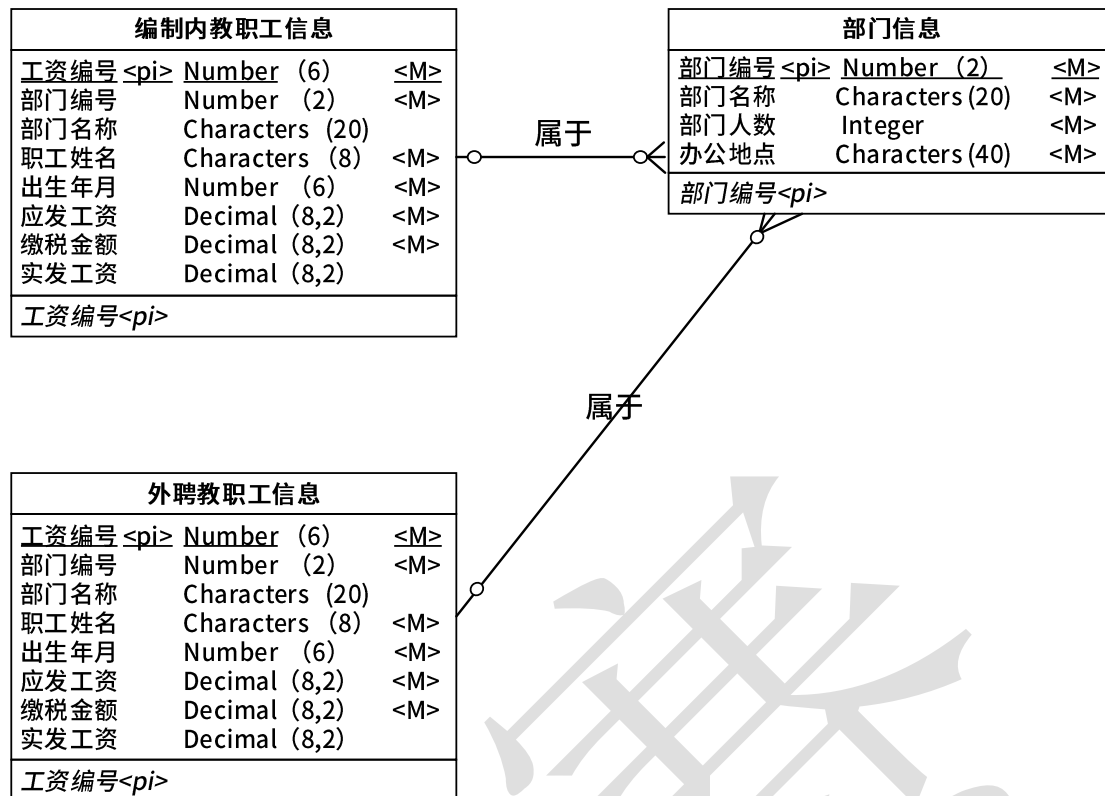 编制内教职工信息
工资编号 <pi> Number （6） <M>
部门编号 Number （2） <M>
部门名称 Characters (20)
职工姓名 Characters （8） <M>
出生年月 Number （6） <M>
应发工资 Decimal（8,2） <M>
缴税金额 Decimal（8,2） <M>
实发工资 Decimal（8,2）
工资编号<pi>
属于
部门信息
部门编号 <pi> Number （2） <M>
部门名称 Characters (20) <M>
部门人数 Integer <M>
办公地点 Characters (40) <M>
部门编号<pi>
属于
外聘教职工信息
工资编号 <pi> Number （6） <M>
部门编号 Number （2） <M>
部门名称 Characters (20)
职工姓名 Characters （8） <M>
出生年月 Number （6） <M>
应发工资 Decimal（8,2） <M>
缴税金额 Decimal（8,2） <M>
实发工资 Decimal（8,2）
工资编号<pi>